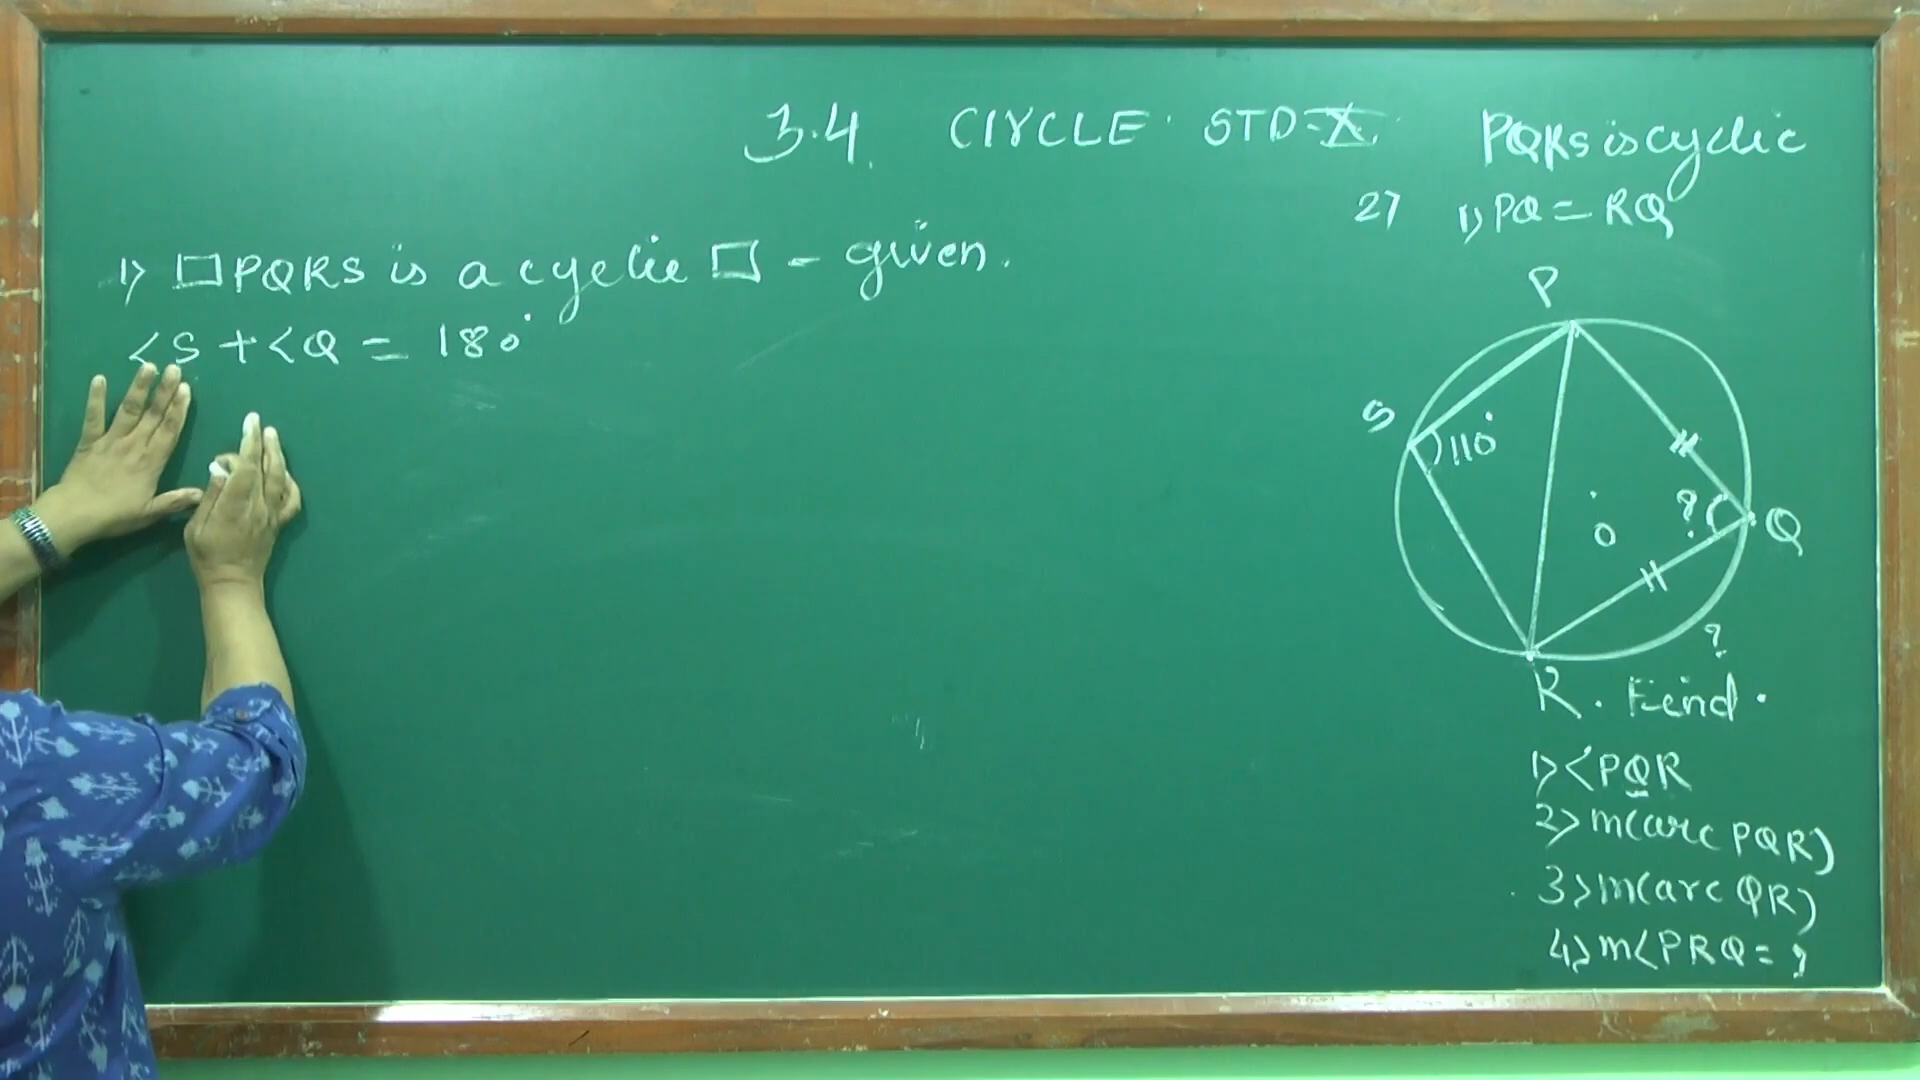 3.4 CIRCLE STD-X
PQRS is cyclic
2) 1) PQ = RQ
1) □PQRS is a cyclic □ - given.
<S + <Q = 180°
P
S
110°
?
O
Q
?
R. Find.
1) <PQR
2) m(arc PQR)
3) m(arc QR)
4) m<PRQ = ?